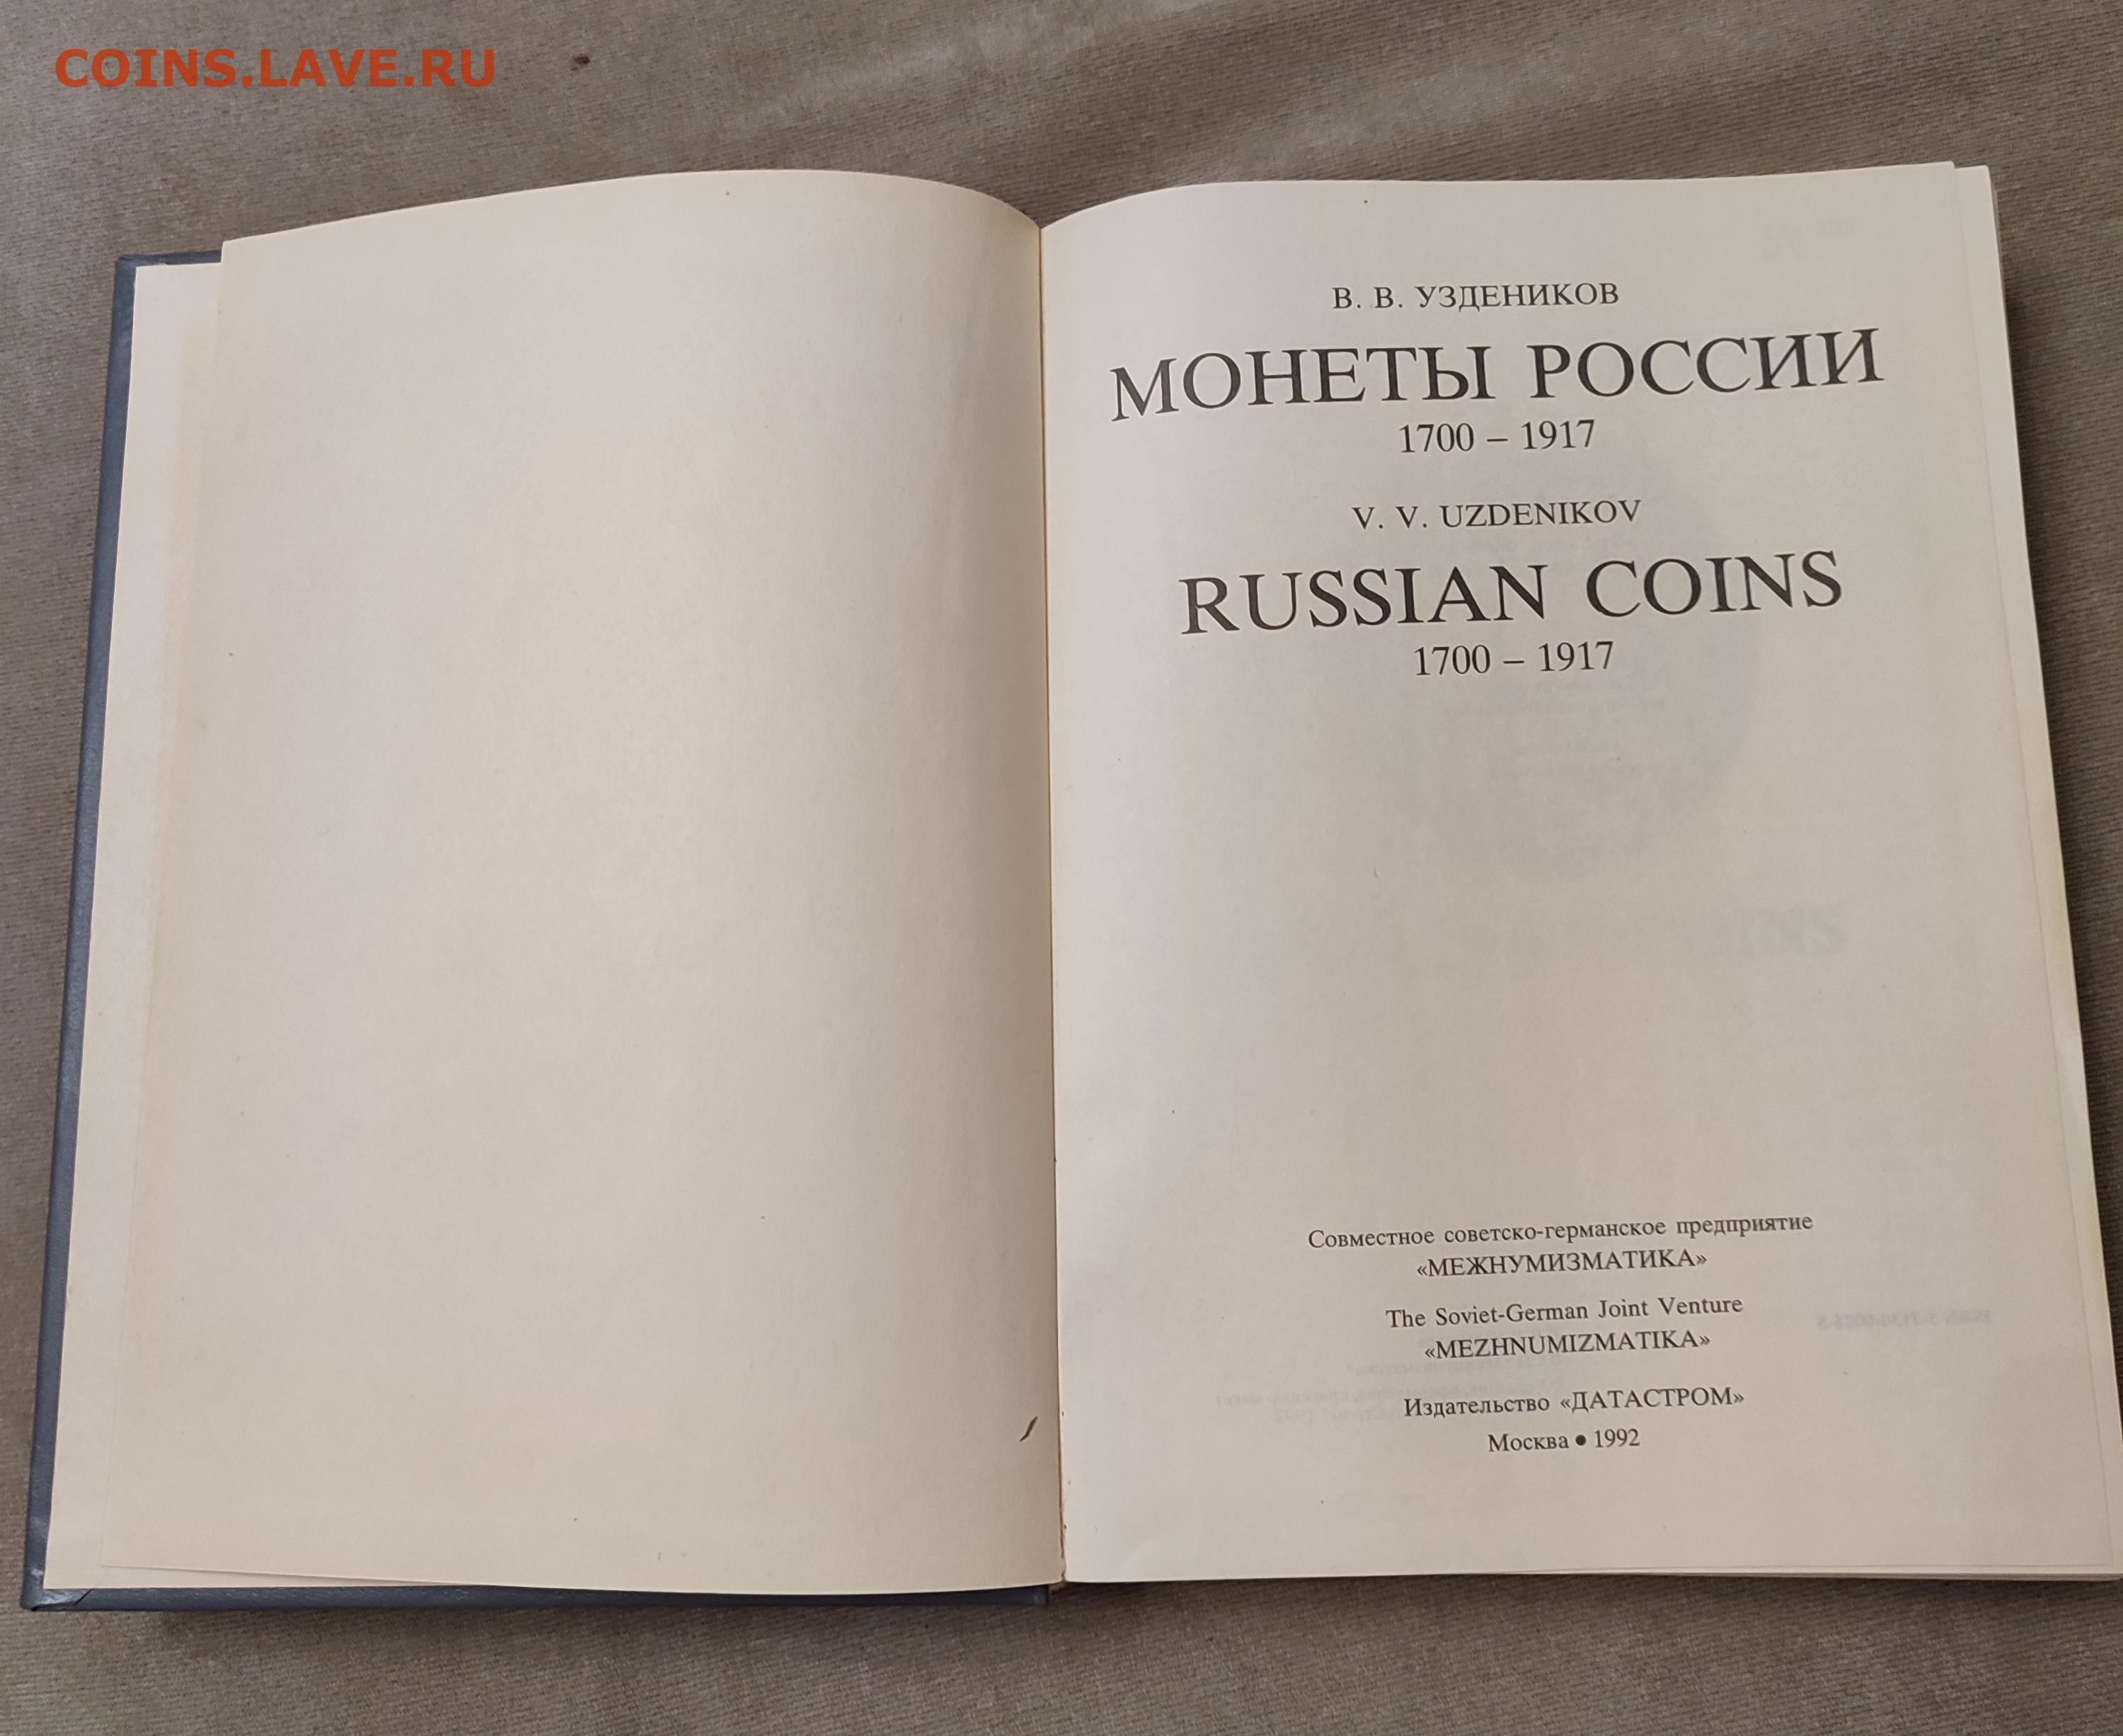 COINS.LAVE.RU
В. В. УЗДЕНИКОВ
МОНЕТЫ РОССИИ
1700 – 1917
V. V. UZDENIKOV
RUSSIAN COINS
1700 – 1917
Совместное советско-германское предприятие
«МЕЖНУМИЗМАТИКА»
The Soviet-German Joint Venture
«MEZHNUMIZMATIKA»
Издательство «ДАТАСТРОМ»
Москва ● 1992